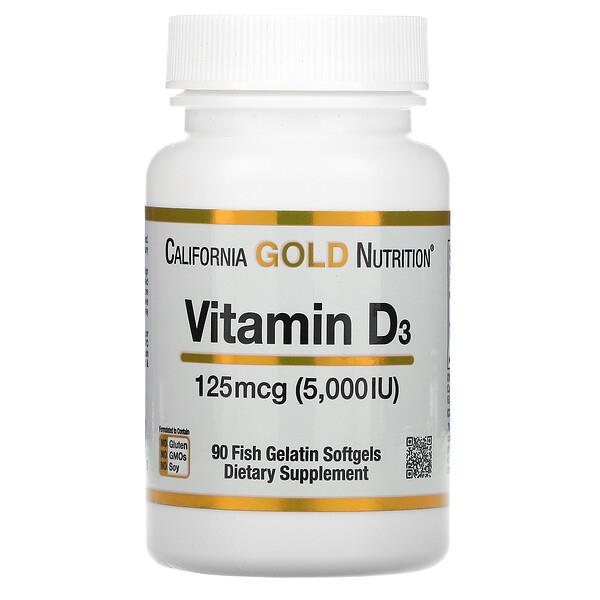 CALIFORNIA GOLD NUTRITION®
Vitamin D3
125mcg (5,000IU)
Formulated to Contain
NO Gluten
NO GMOs
NO Soy
90 Fish Gelatin Softgels
Dietary Supplement